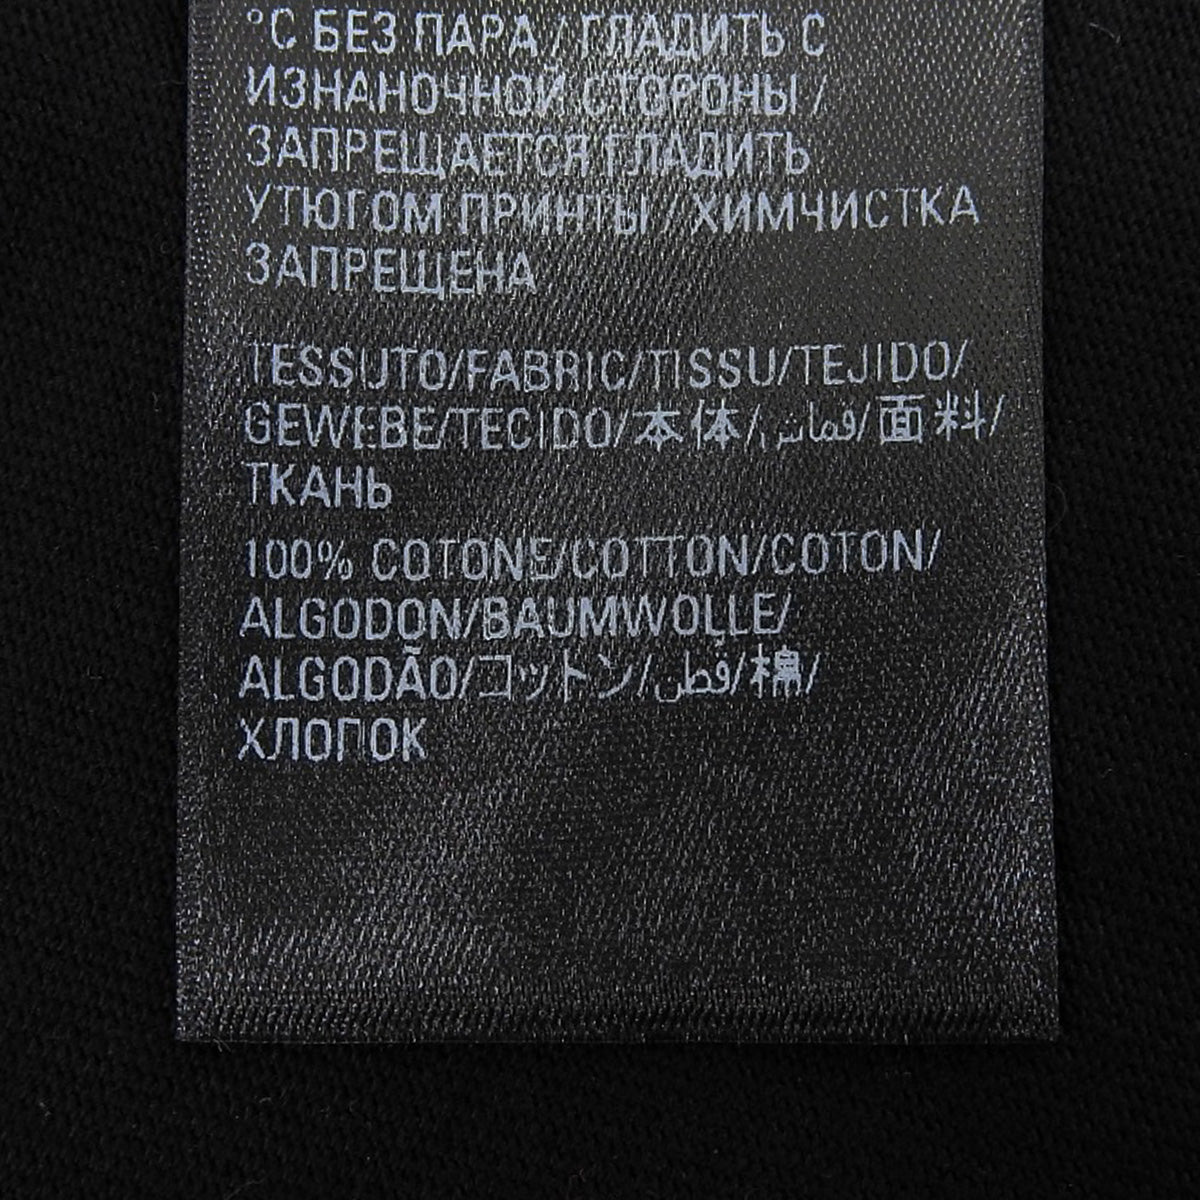 °C БЕЗ ПАРА / ГЛАДИТЬ С
ИЗНАНОЧНОЙ СТОРОНЫ /
ЗАПРЕЩАЕТСЯ ГЛАДИТЬ
УТЮГОМ ПРИНТЫ / ХИМЧИСТКА
ЗАПРЕЩЕНА
TESSUTO/FABRIC/TISSU/TEJIDO/
GEWEBE/TECIDO/本体/قماش/面料/
ТКАНЬ
100% COTONE/COTTON/COTON/
ALGODON/BAUMWOLLE/
ALGODÃO/コットン/قطن/棉/
ХЛОПОК